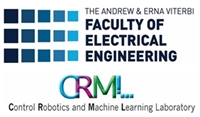 THE ANDREW & ERNA VITERBI
FACULTY OF
ELECTRICAL
ENGINEERING
CRML...
Control Robotics and Machine Learning Laboratory